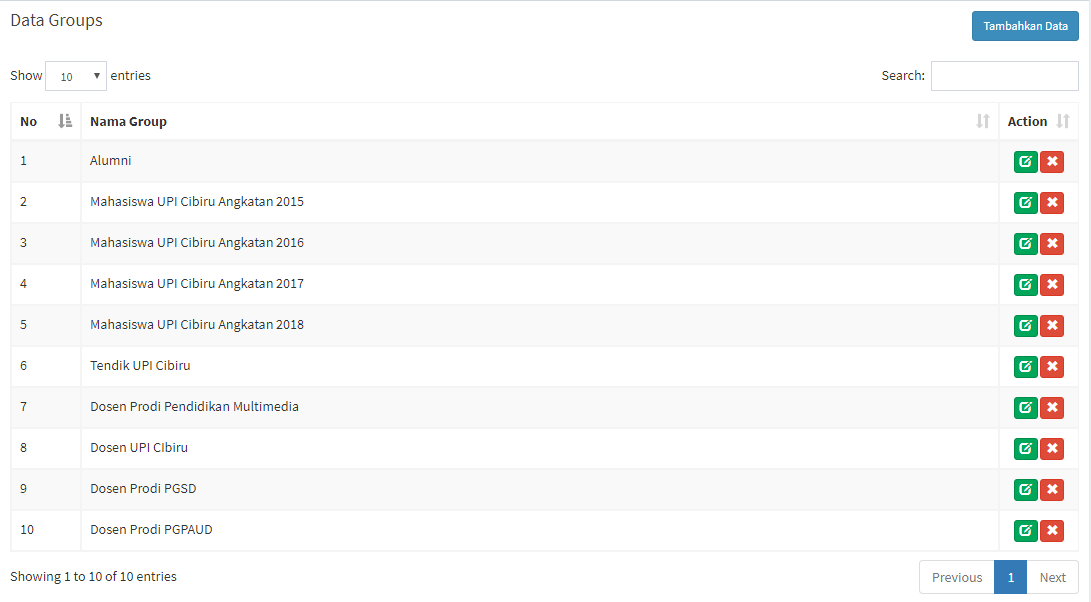 Data Groups
Tambahkan Data
Show 10 entries
Search:
No Nama Group Action
1 Alumni
2 Mahasiswa UPI Cibiru Angkatan 2015
3 Mahasiswa UPI Cibiru Angkatan 2016
4 Mahasiswa UPI Cibiru Angkatan 2017
5 Mahasiswa UPI Cibiru Angkatan 2018
6 Tendik UPI Cibiru
7 Dosen Prodi Pendidikan Multimedia
8 Dosen UPI CIbiru
9 Dosen Prodi PGSD
10 Dosen Prodi PGPAUD
Showing 1 to 10 of 10 entries
Previous 1 Next